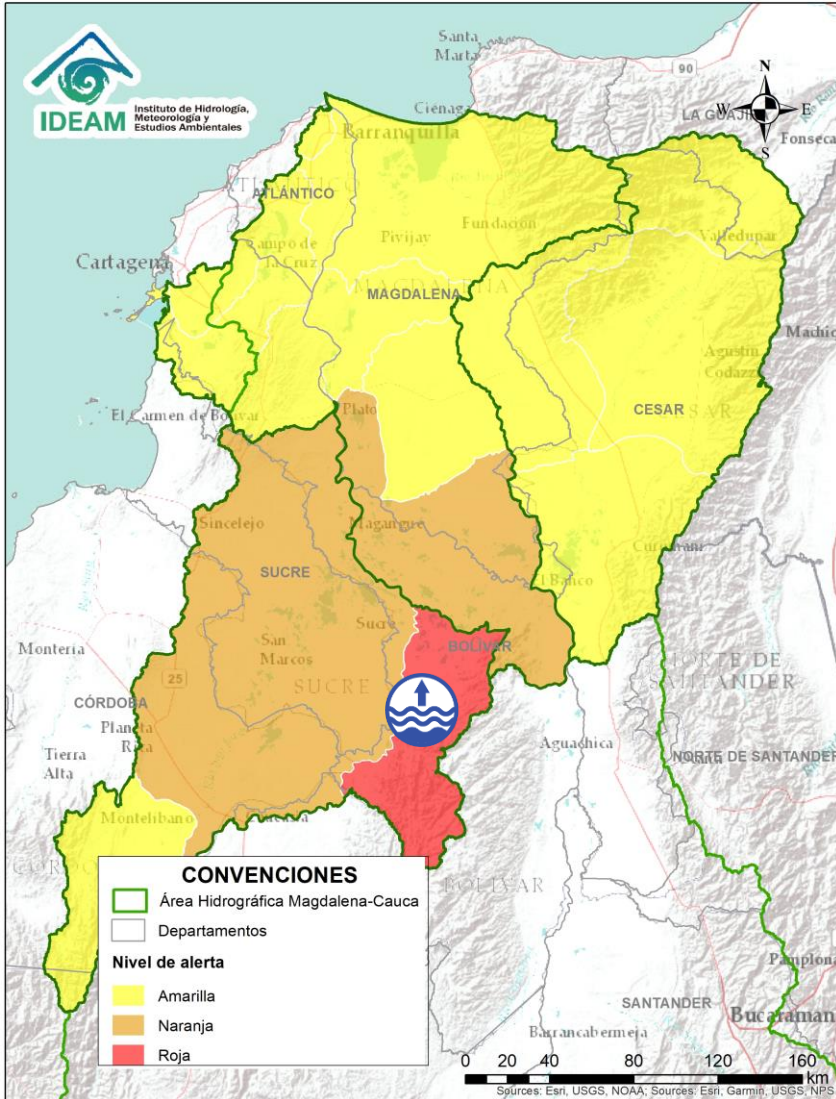 IDEAM
Instituto de Hidrología,
Meteorología y
Estudios Ambientales
Santa
Marta
90
N
W
E
S
LA GUAJIR
Ciénaga
Barranquilla
Fonseca
ATLÁNTICO
Campo de
la Cruz
Pivijay
Fundación
Valledupar
Cartagena
MAGDALENA
Agustín
Codazzi
CESAR
CESAR
El Carmen de Bolívar
Plato
Sincelejo
Magangué
SUCRE
El Banco
Sucre
BOLÍVAR
Montería
San
Marcos
SUCRE
25
NORTE DE
SANTANDER
CÓRDOBA
Planeta
Rica
Tierra
Alta
Aguachica
NORTE DE SANTANDER
Montelíbano
BOLÍVAR
CONVENCIONES
Área Hidrográfica Magdalena-Cauca
Departamentos
Nivel de alerta
Amarilla
Naranja
Roja
Pamplona
SANTANDER
Bucaraman
Barrancabermeja
0 20 40 80 120 160
km
Sources: Esri, USGS, NOAA; Sources: Esri, Garmin, USGS, NPS